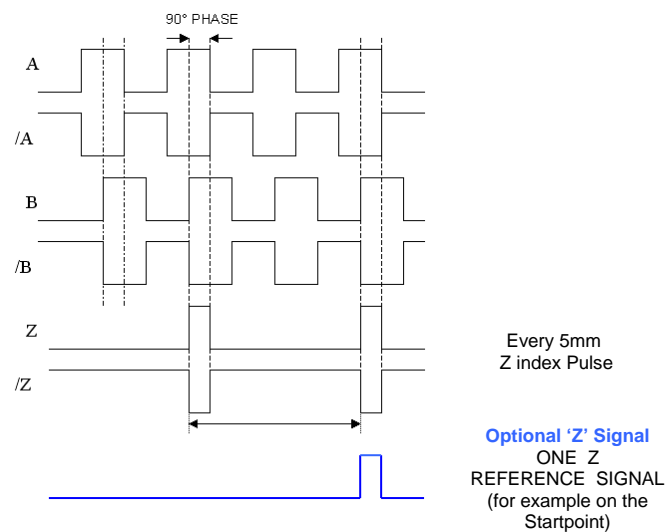 90° PHASE
A
/A
B
/B
Z
/Z
Every 5mm
Z index Pulse
Optional ‘Z’ Signal
ONE Z
REFERENCE SIGNAL
(for example on the
Startpoint)